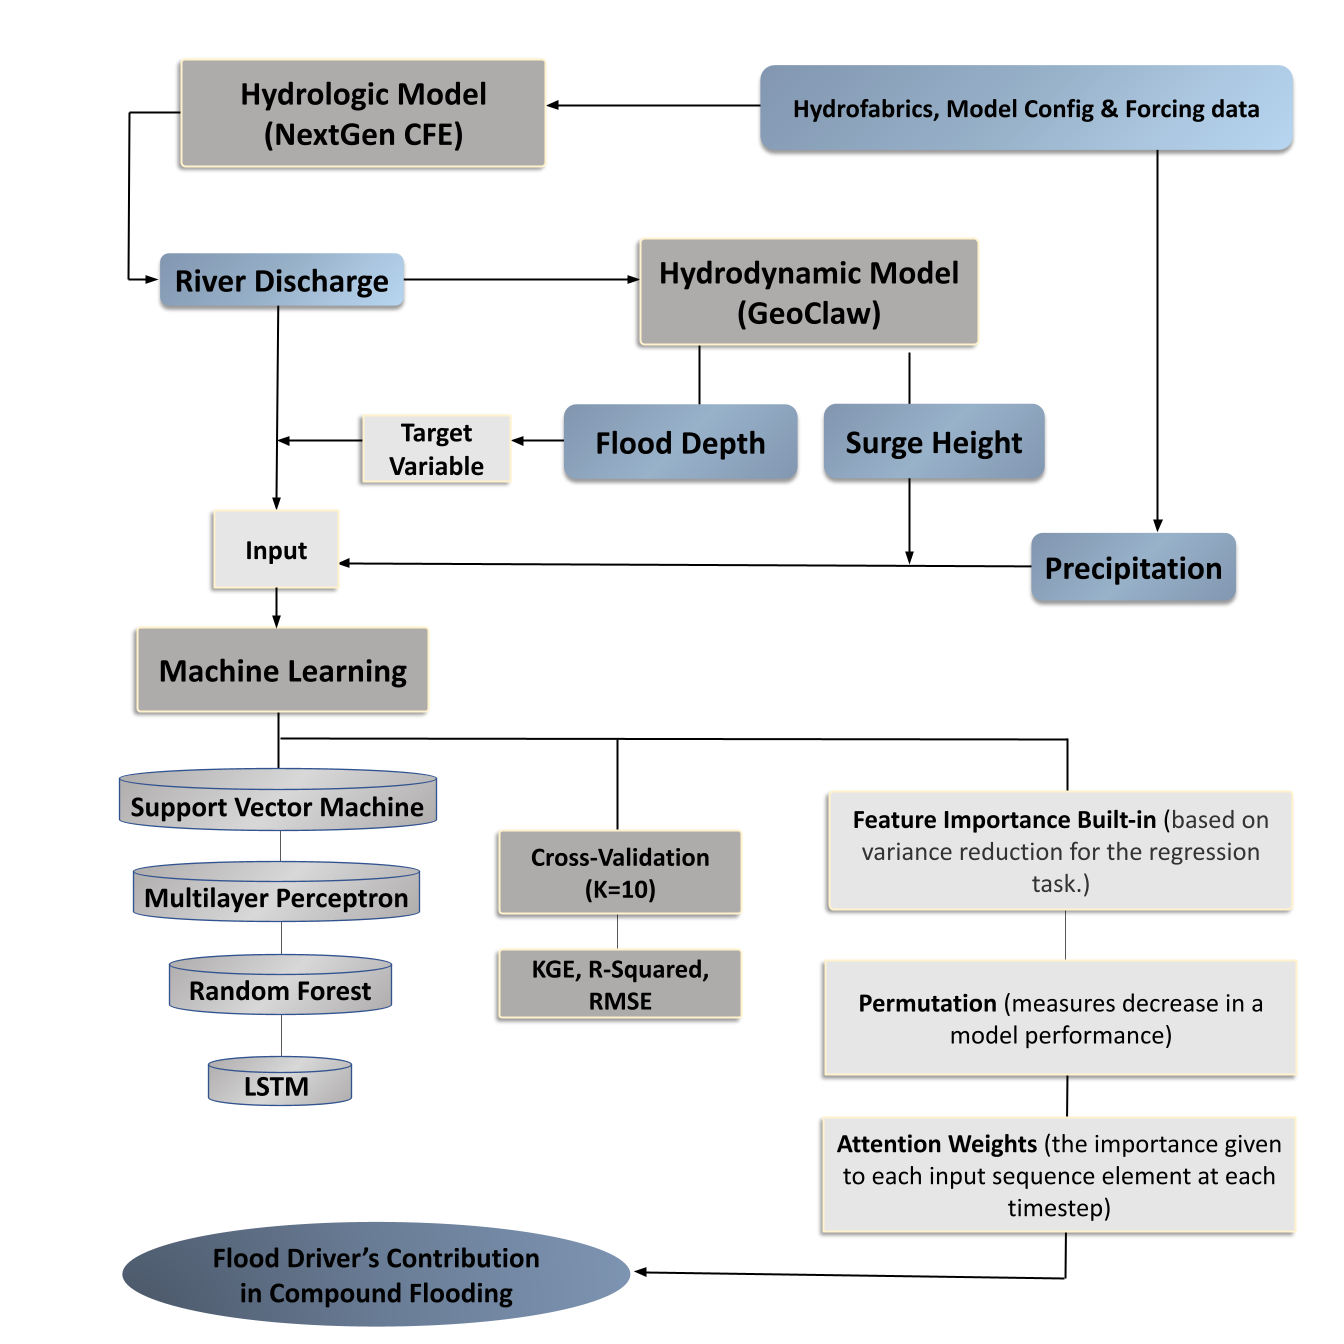 Hydrologic Model
(NextGen CFE)
Hydrofabrics, Model Config & Forcing data
River Discharge
Hydrodynamic Model
(GeoClaw)
Target
Variable
Flood Depth
Surge Height
Input
Precipitation
Machine Learning
Support Vector Machine
Multilayer Perceptron
Random Forest
LSTM
Cross-Validation
(K=10)
KGE, R-Squared,
RMSE
Feature Importance Built-in (based on
variance reduction for the regression
task.)
Permutation (measures decrease in a
model performance)
Attention Weights (the importance given
to each input sequence element at each
timestep)
Flood Driver’s Contribution
in Compound Flooding